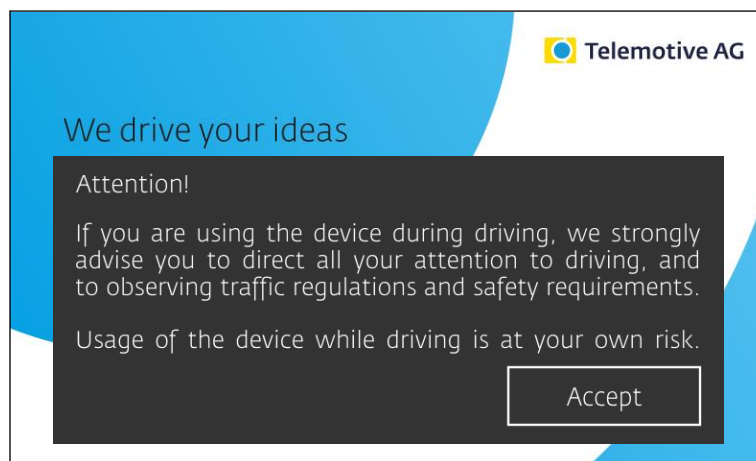 Telemotive AG
We drive your ideas
Attention!
If you are using the device during driving, we strongly
advise you to direct all your attention to driving, and
to observing traffic regulations and safety requirements.
Usage of the device while driving is at your own risk.
Accept